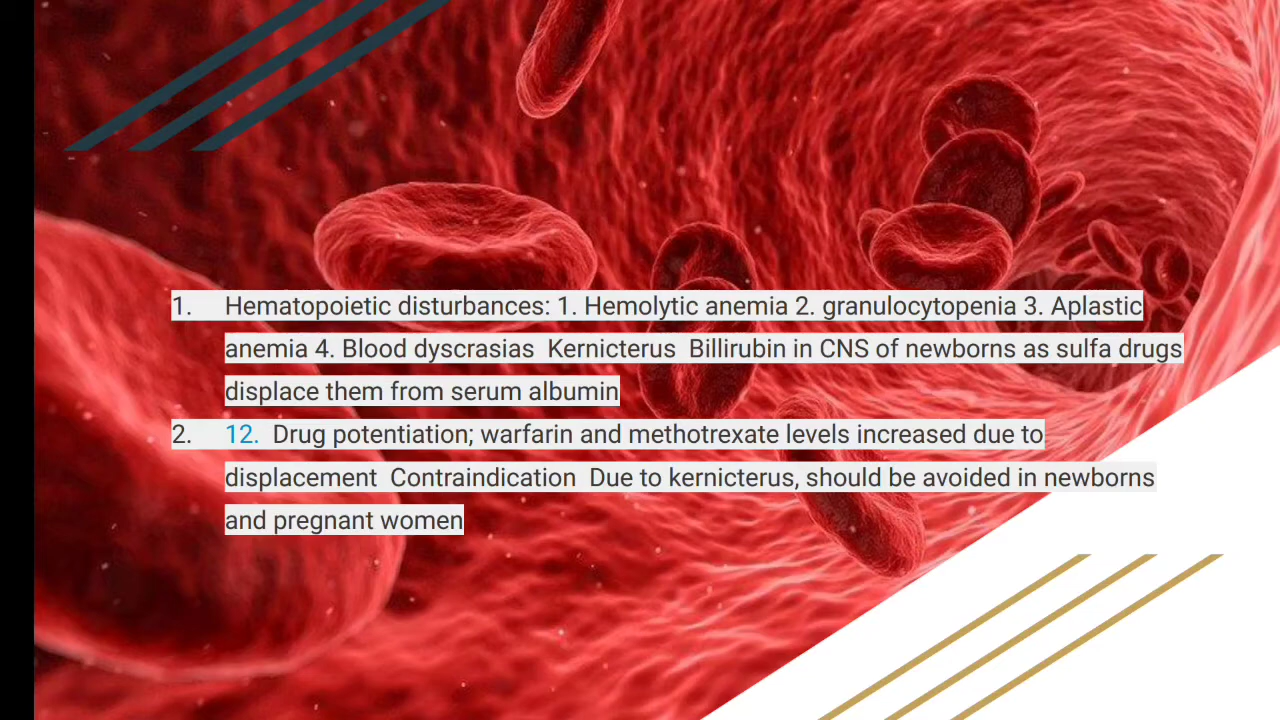 1. Hematopoietic disturbances: 1. Hemolytic anemia 2. granulocytopenia 3. Aplastic
anemia 4. Blood dyscrasias Kernicterus Billirubin in CNS of newborns as sulfa drugs
displace them from serum albumin
2. 12. Drug potentiation; warfarin and methotrexate levels increased due to
displacement Contraindication Due to kernicterus, should be avoided in newborns
and pregnant women